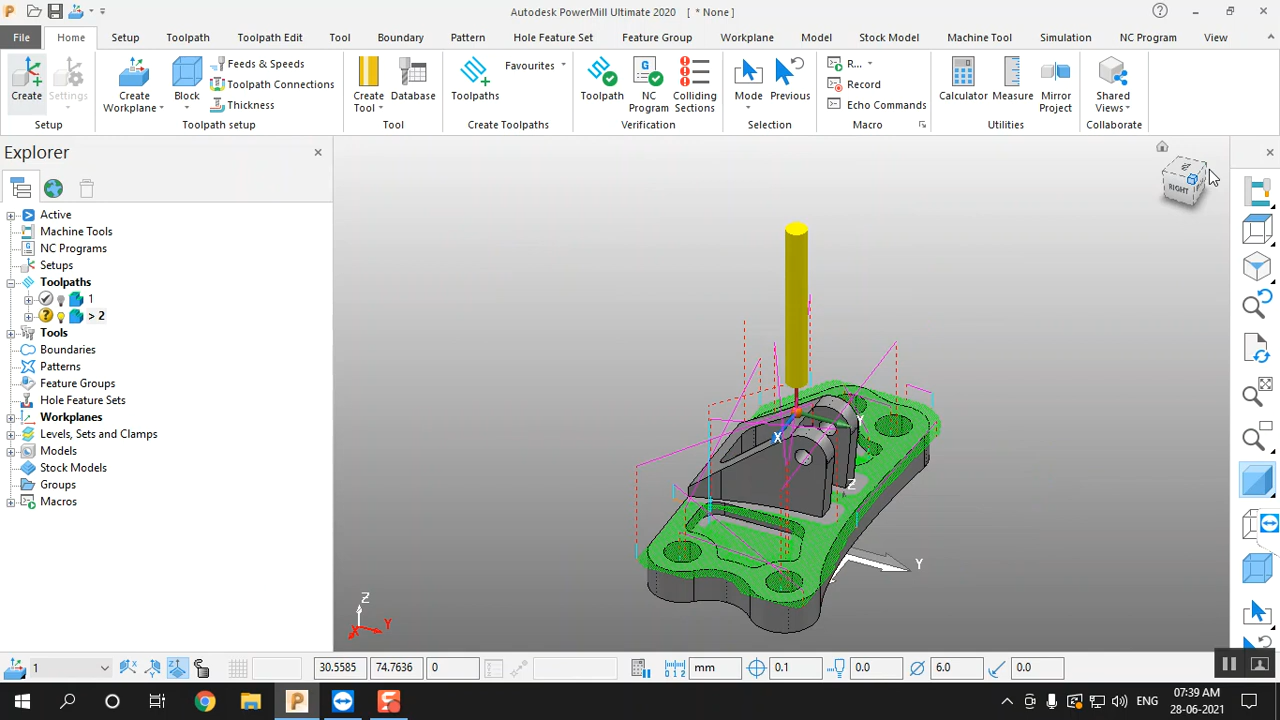 Autodesk PowerMill Ultimate 2020 [ * None ]
File Home Setup Toolpath Toolpath Edit Tool Boundary Pattern Hole Feature Set Feature Group Workplane Model Stock Model Machine Tool Simulation NC Program View
Create
Settings
Setup
Create
Workplane
Block
Feeds & Speeds
Toolpath Connections
Thickness
Toolpath setup
Create
Tool
Database
Tool
Toolpaths
Favourites
Create Toolpaths
Toolpath
NC
Program
Colliding
Sections
Verification
Mo...
Previous
Selection
R...
Record
Echo Commands
Macro
Calculator
Measure
Mirror
Project
Utilities
Shared
Views
Collaborate
Explorer
Active
Machine Tools
NC Programs
Setups
Toolpaths
1
> 2
Tools
Boundaries
Patterns
Feature Groups
Hole Feature Sets
Workplanes
Levels, Sets and Clamps
Models
Stock Models
Groups
Macros
RIGHT
Y
X
Z
Y
Z
X
Y
1
30.5585
74.7636
0
mm
0.1
0.0
6.0
0.0
ENG
07:39 AM
28-06-2021